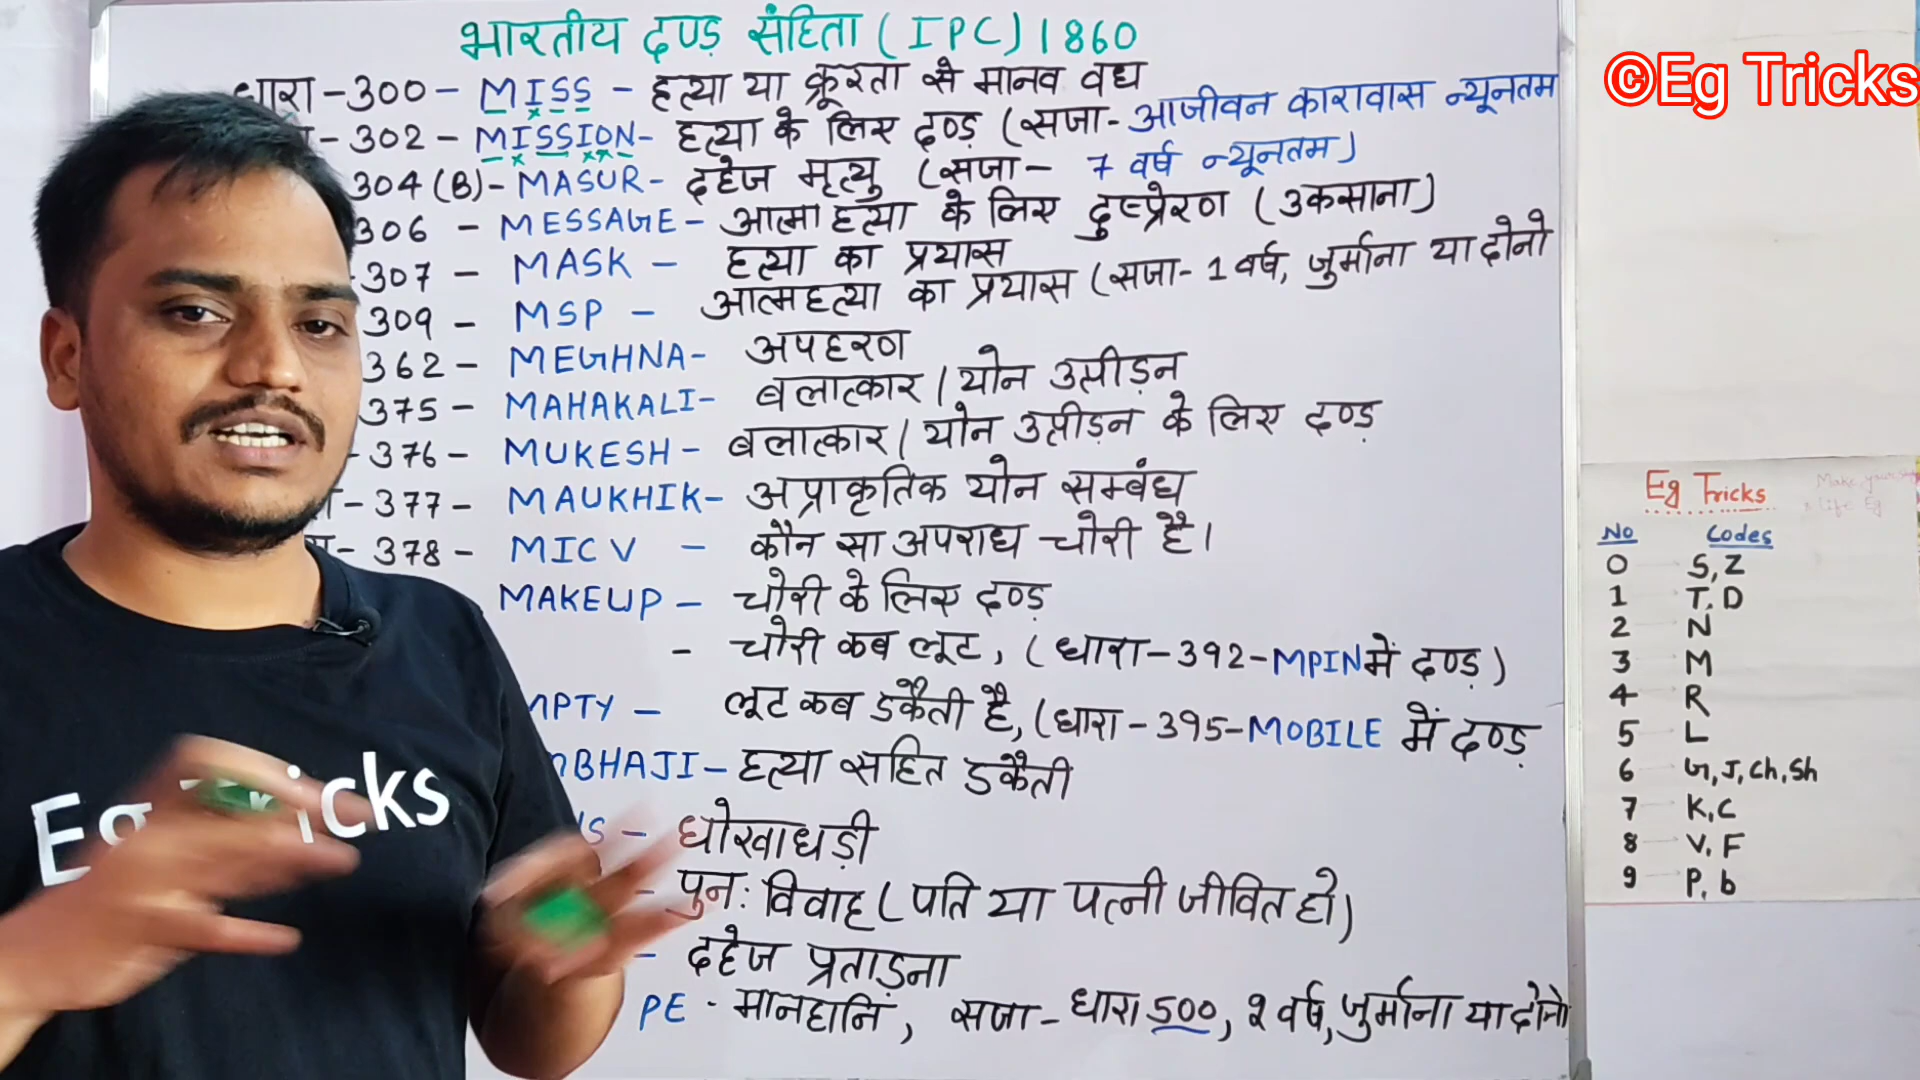 भारतीय दण्ड़ संहिता (IPC) 1860
©Eg Tricks
धारा-300- MISS - हत्या या क्रूरता से मानव वध
-302 - MISSION- हत्या के लिए दण्ड़ (सजा- आजीवन कारावास न्यूनतम
304(B)- MASUR- दहेज मृत्यु (सजा- 7 वर्ष न्यूनतम)
306 - MESSAGE- आत्महत्या के लिए दुष्प्रेरण (उकसाना)
307 - MASK - हत्या का प्रयास
309 - MSP - आत्महत्या का प्रयास (सजा- 1 वर्ष, जुर्माना या दोनो
362 - MEGHNA- अपहरण
375 - MAHAKALI- बलात्कार / योन उत्पीड़न
-376 - MUKESH - बलात्कार / योन उत्पीड़न के लिए दण्ड़
-377 - MAUKHIK- अप्राकृतिक योन सम्बंध
-378 - MICV - कौन सा अपराध चोरी है।
MAKEUP - चोरी के लिए दण्ड़
- चोरी कब लूट, (धारा-392-MPIN में दण्ड़)
MPTY - लूट कब डकैती है, (धारा-395-MOBILE में दण्ड़
MBHAJI - हत्या सहित डकैती
- धोखाधड़ी
- पुन: विवाह (पति या पत्नी जीवित हो)
- दहेज प्रताड़ना
PE - मानहानि, सजा- धारा 500, 2 वर्ष, जुर्माना या दोनो
Eg Tricks
No Codes
0 S, Z
1 T, D
2 N
3 M
4 R
5 L
6 G, J, Ch, Sh
7 K, C
8 V, F
9 P, b
Eg Tricks